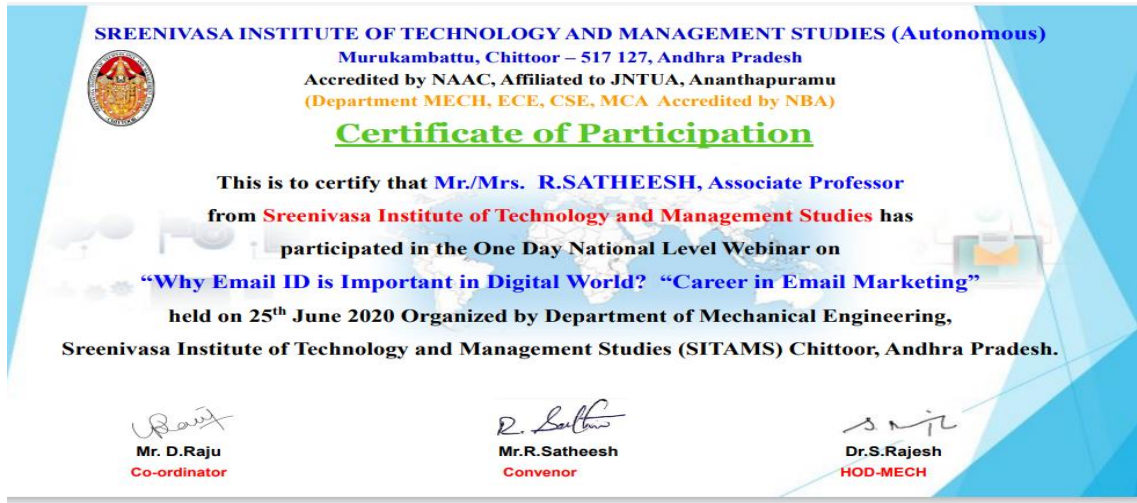 SREENIVASA INSTITUTE OF TECHNOLOGY AND MANAGEMENT STUDIES (Autonomous)
Murukambattu, Chittoor – 517 127, Andhra Pradesh
Accredited by NAAC, Affiliated to JNTUA, Ananthapuramu
(Department MECH, ECE, CSE, MCA Accredited by NBA)
Certificate of Participation
This is to certify that Mr./Mrs. R.SATHEESH, Associate Professor
from Sreenivasa Institute of Technology and Management Studies has
participated in the One Day National Level Webinar on
“Why Email ID is Important in Digital World? “Career in Email Marketing”
held on 25th June 2020 Organized by Department of Mechanical Engineering,
Sreenivasa Institute of Technology and Management Studies (SITAMS) Chittoor, Andhra Pradesh.
Mr. D.Raju
Co-ordinator
Mr.R.Satheesh
Convenor
Dr.S.Rajesh
HOD-MECH